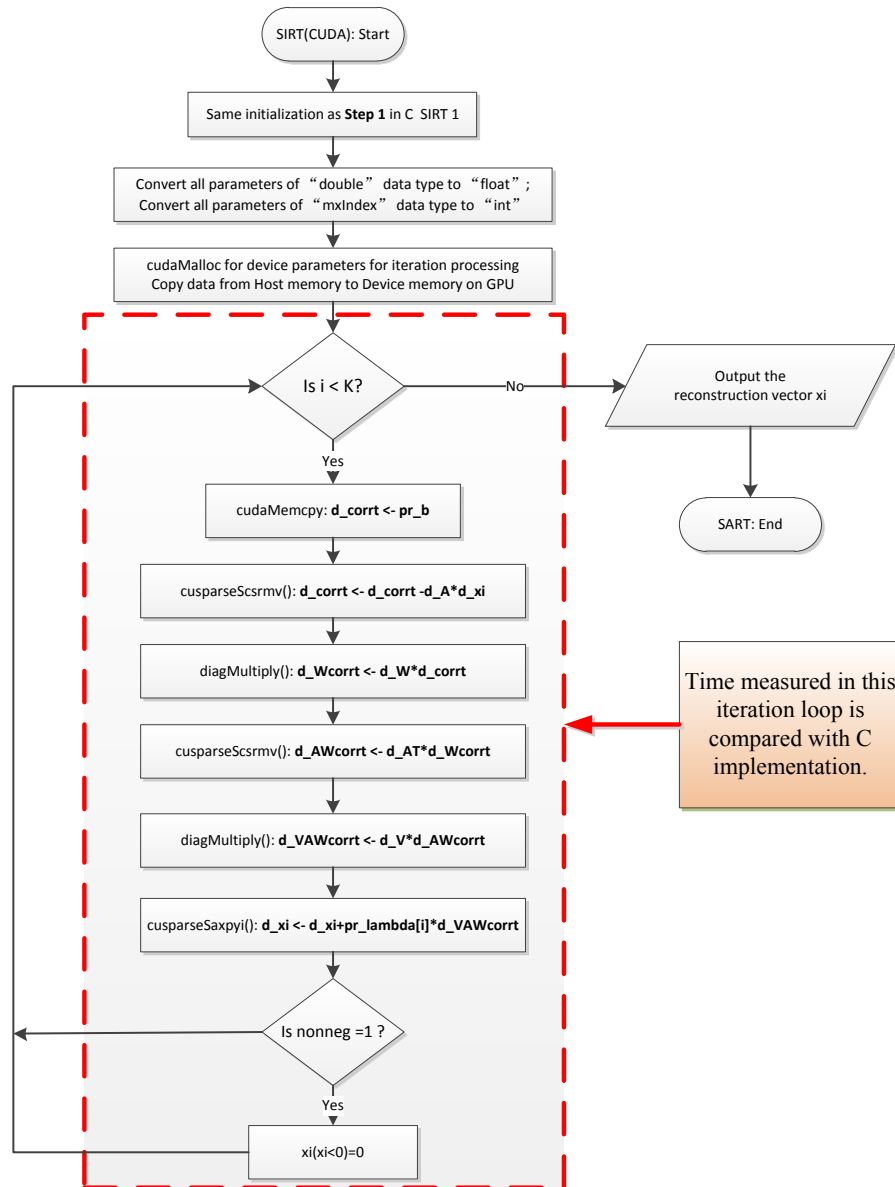 SIRT(CUDA): Start
Same initialization as Step 1 in C  SIRT 1
Convert all parameters of “double” data type to “float”;
Convert all parameters of “mxIndex” data type to “int”
cudaMalloc for device parameters for iteration processing
Copy data from Host memory to Device memory on GPU
Is i < K?
No
Output the
reconstruction vector xi
Yes
cudaMemcpy: d_corrt <- pr_b
SART: End
cusparseScsrmv(): d_corrt <- d_corrt -d_A*d_xi
diagMultiply(): d_Wcorrt <- d_W*d_corrt
Time measured in this
iteration loop is
compared with C
implementation.
cusparseScsrmv(): d_AWcorrt <- d_AT*d_Wcorrt
diagMultiply(): d_VAWcorrt <- d_V*d_AWcorrt
cusparseSaxpyi(): d_xi <- d_xi+pr_lambda[i]*d_VAWcorrt
Is nonneg =1 ?
Yes
xi(xi<0)=0